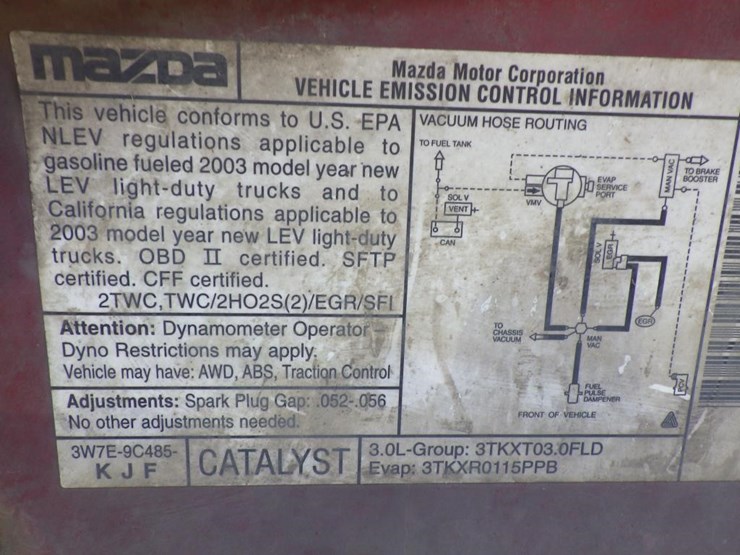 mazda
Mazda Motor Corporation
VEHICLE EMISSION CONTROL INFORMATION
This vehicle conforms to U.S. EPA
NLEV regulations applicable to
gasoline fueled 2003 model year new
LEV light-duty trucks and to
California regulations applicable to
2003 model year new LEV light-duty
trucks. OBD II certified. SFTP
certified. CFF certified.
2TWC,TWC/2HO2S(2)/EGR/SFI
Attention: Dynamometer Operator
Dyno Restrictions may apply.
Vehicle may have: AWD, ABS, Traction Control
Adjustments: Spark Plug Gap: .052-.056
No other adjustments needed.
3W7E-9C485-
KJF
CATALYST
3.0L-Group: 3TKXT03.0FLD
Evap: 3TKXR0115PPB
VACUUM HOSE ROUTING
TO FUEL TANK
SOL V
VENT
CAN
VMV
T
EVAP
SERVICE
PORT
MAN VAC
TO BRAKE
BOOSTER
SOL V
EGR
EGR
TO
CHASSIS
VACUUM
MAN
VAC
FUEL
PULSE
DAMPENER
PCV
FRONT OF VEHICLE